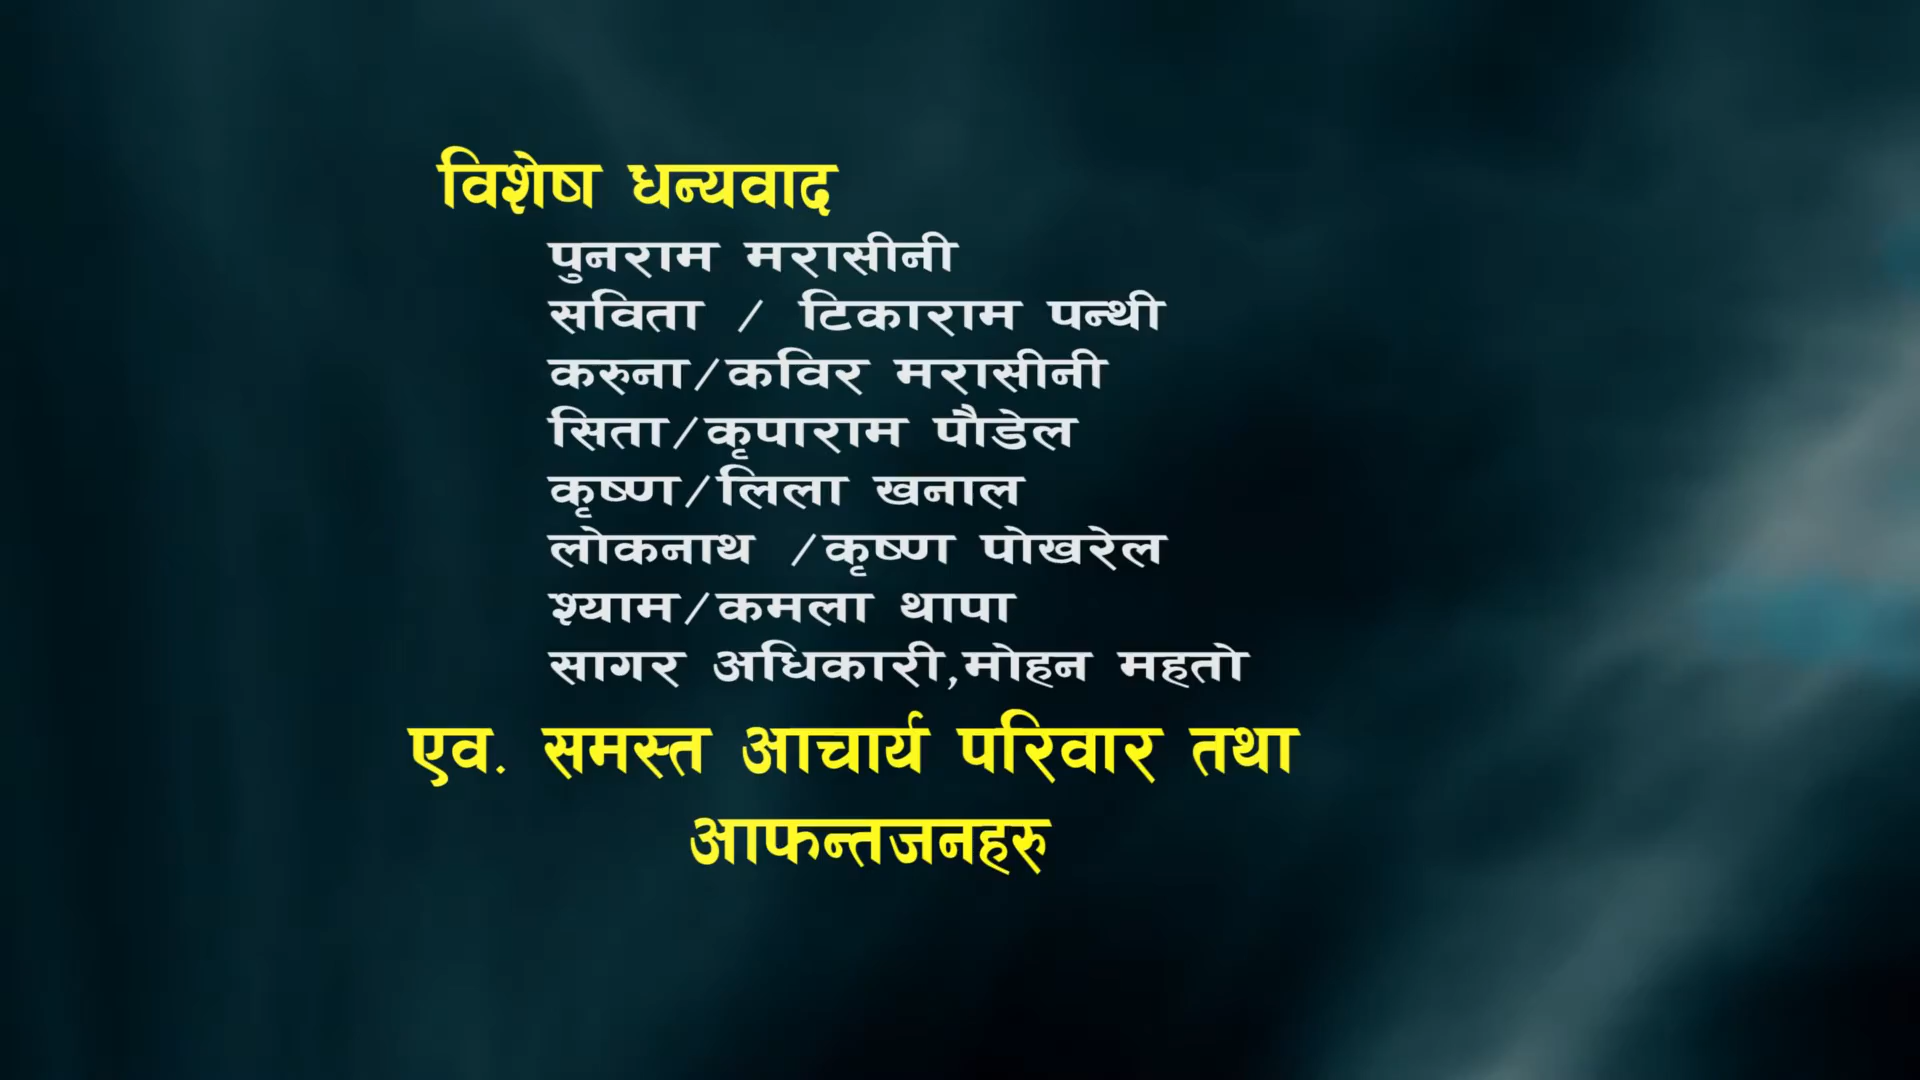 विशेष धन्यवाद
पुनराम मरासीनी
सविता / टिकाराम पन्थी
करुना/कविर मरासीनी
सिता/कृपाराम पौडेल
कृष्ण/लिला खनाल
लोकनाथ /कृष्ण पोखरेल
श्याम/कमला थापा
सागर अधिकारी,मोहन महतो
एव. समस्त आचार्य परिवार तथा
आफन्तजनहरु